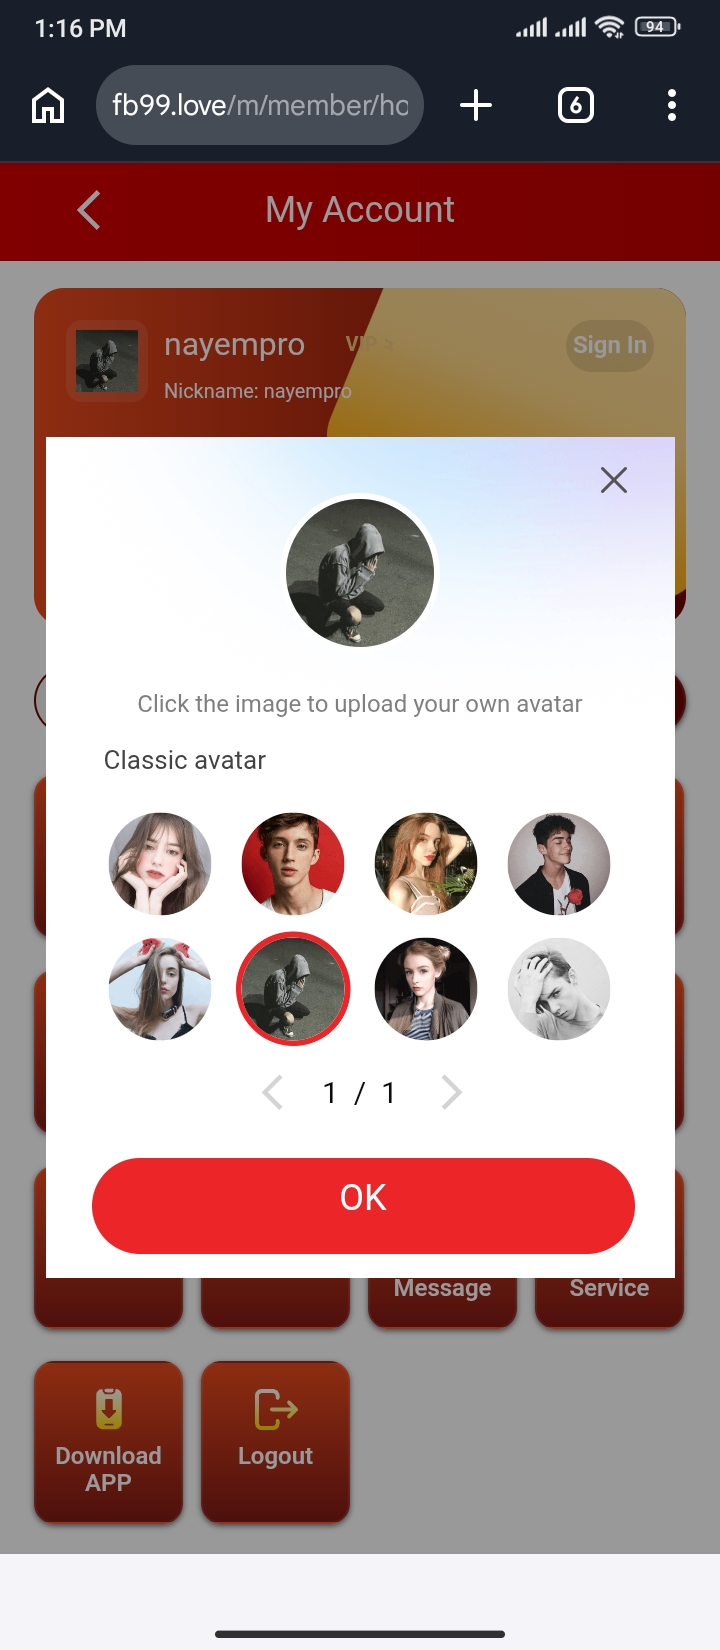 1:16 PM
94
fb99.love/m/member/ho
6
My Account
nayempro
VIP
Sign In
Nickname: nayempro
Click the image to upload your own avatar
Classic avatar
1 / 1
OK
Message
Service
Download
APP
Logout